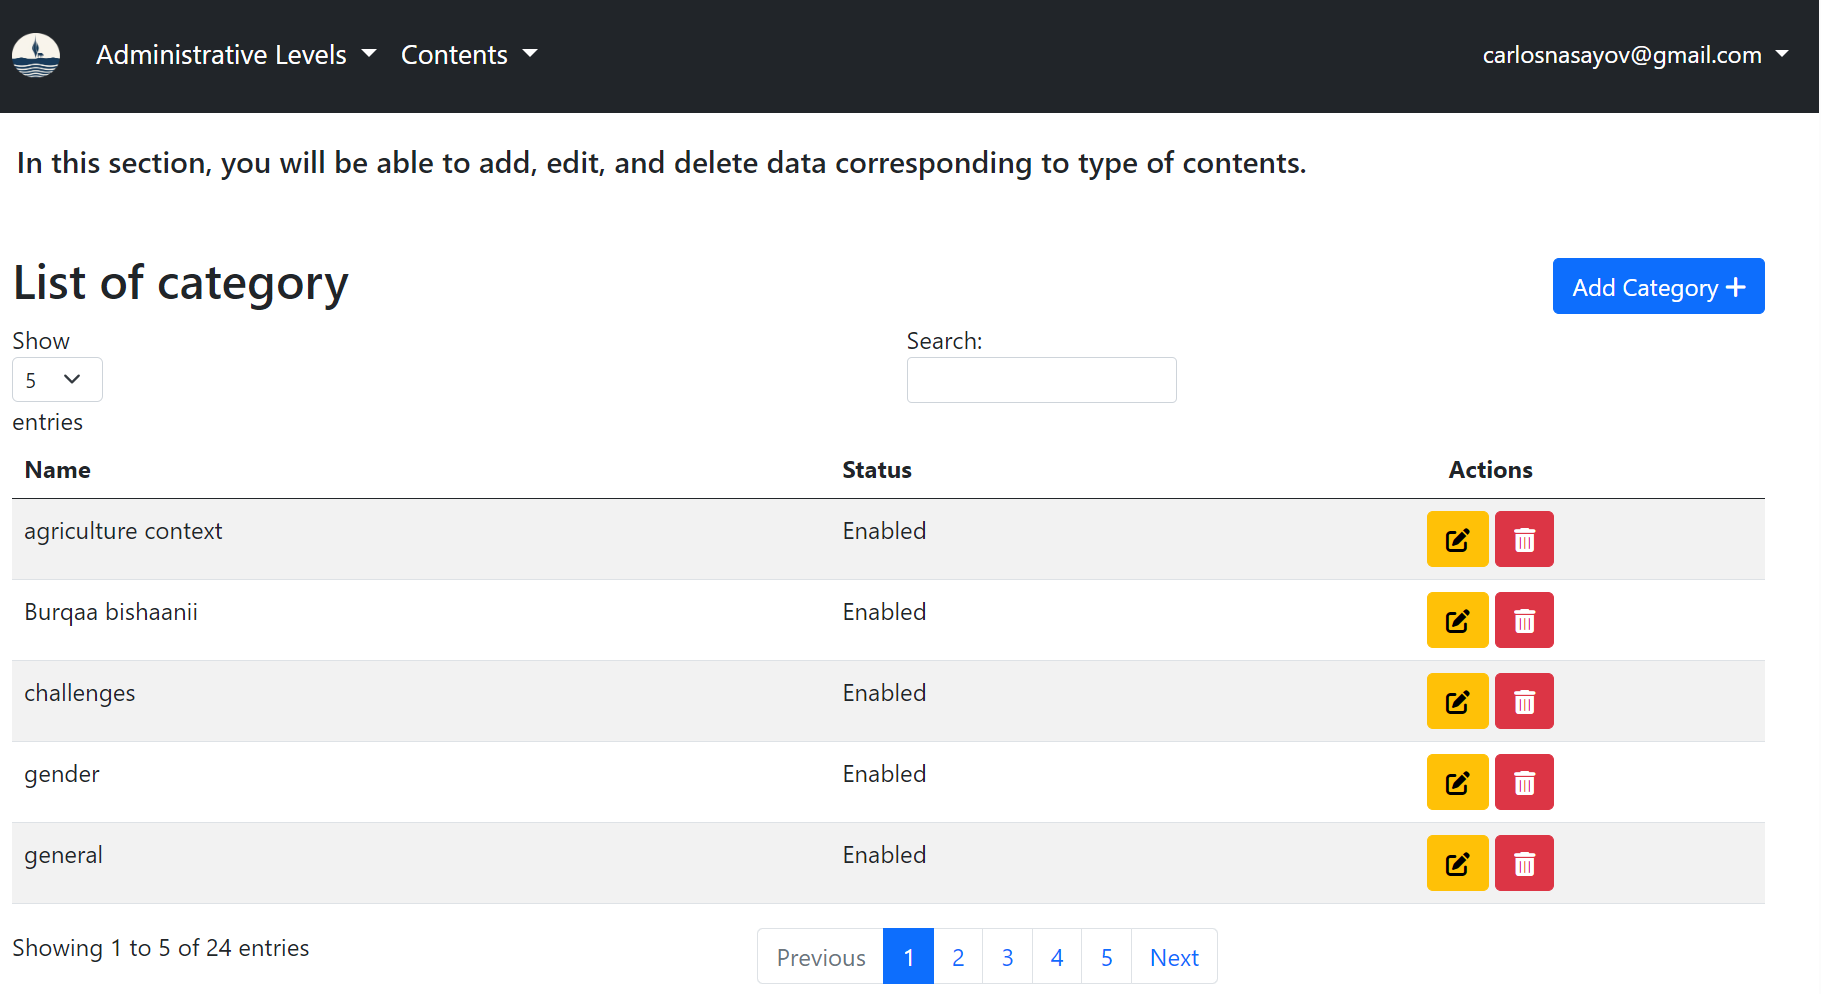 Administrative Levels Contents carlosnasayov@gmail.com
In this section, you will be able to add, edit, and delete data corresponding to type of contents.
List of category
Add Category
Show
5
entries
Search:
Name Status Actions
agriculture context Enabled
Burqaa bishaanii Enabled
challenges Enabled
gender Enabled
general Enabled
Showing 1 to 5 of 24 entries
Previous 1 2 3 4 5 Next